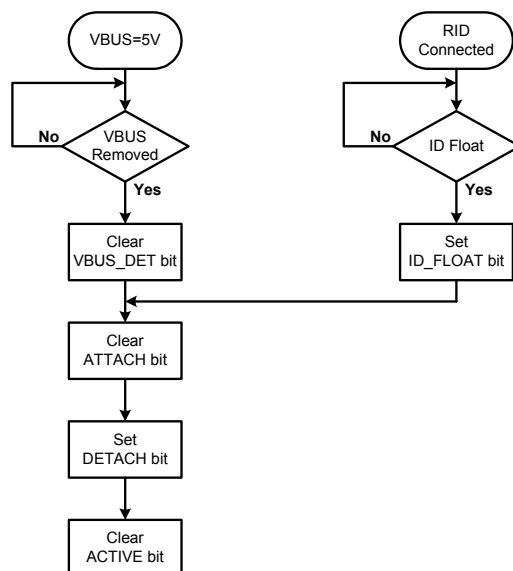 VBUS=5V
RID
Connected
No
VBUS
Removed
Yes
No
ID Float
Yes
Clear
VBUS_DET bit
Set
ID_FLOAT bit
Clear
ATTACH bit
Set
DETACH bit
Clear
ACTIVE bit